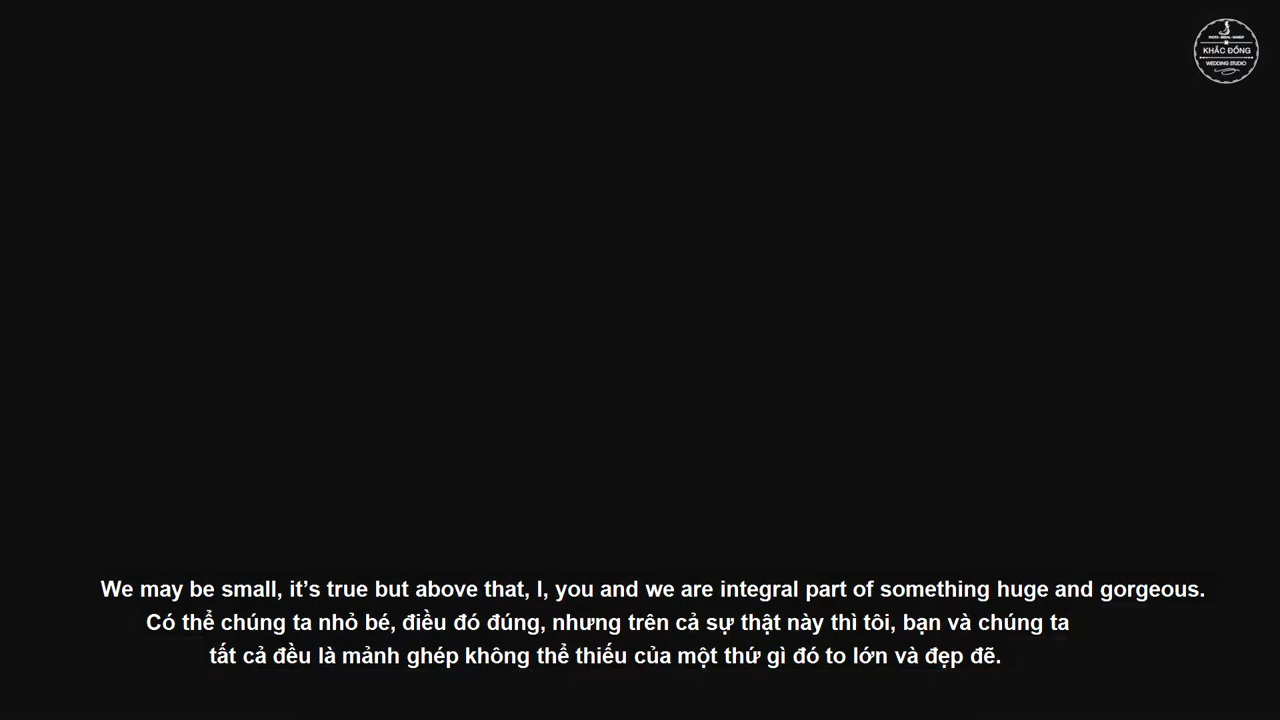 PHOTO - BRIDAL - MAKEUP
KHẮC ĐỒNG
WEDDING STUDIO
We may be small, it’s true but above that, I, you and we are integral part of something huge and gorgeous.
Có thể chúng ta nhỏ bé, điều đó đúng, nhưng trên cả sự thật này thì tôi, bạn và chúng ta
tất cả đều là mảnh ghép không thể thiếu của một thứ gì đó to lớn và đẹp đẽ.